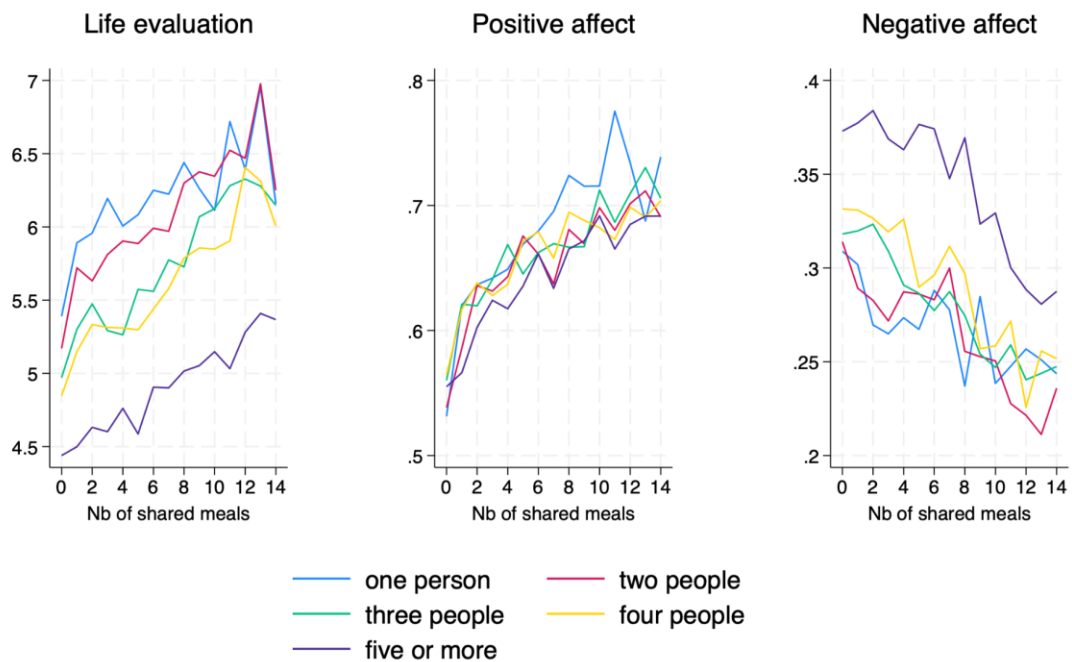 Life evaluation
Positive affect
Negative affect
7
6.5
6
5.5
5
4.5
0 2 4 6 8 10 12 14
Nb of shared meals
.8
.7
.6
.5
0 2 4 6 8 10 12 14
Nb of shared meals
.4
.35
.3
.25
.2
0 2 4 6 8 10 12 14
Nb of shared meals
one person
two people
three people
four people
five or more